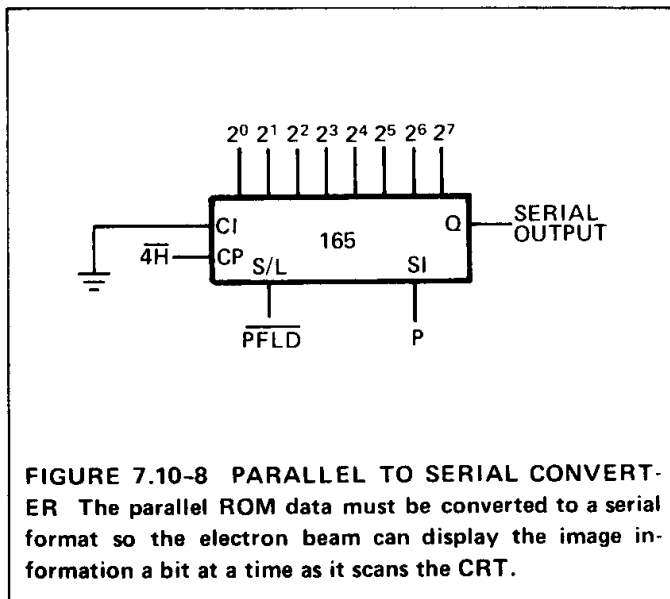 2⁰ 2¹ 2² 2³ 2⁴ 2⁵ 2⁶ 2⁷
CI 165 Q SERIAL
OUTPUT
4̅H̅ CP S/L SI
P̅F̅L̅D̅ P
FIGURE 7.10-8 PARALLEL TO SERIAL CONVERT-
ER The parallel ROM data must be converted to a serial
format so the electron beam can display the image in-
formation a bit at a time as it scans the CRT.